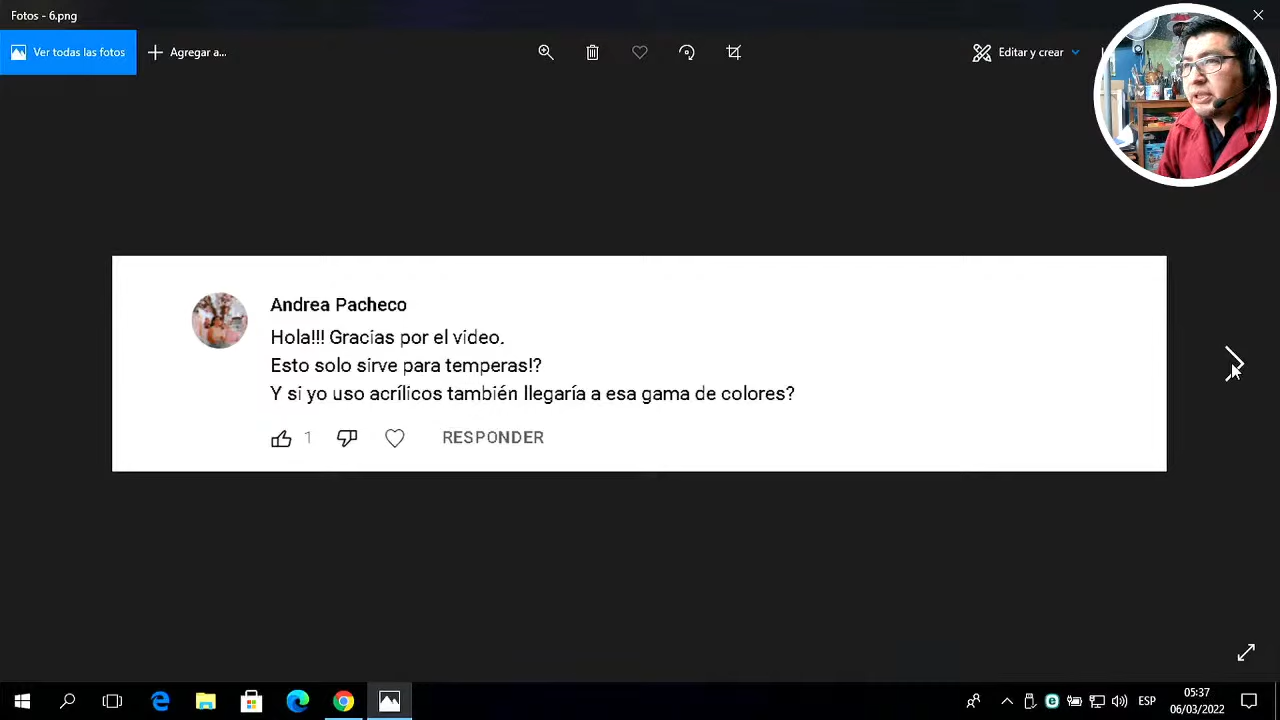 Fotos - 6.png
Ver todas las fotos
Agregar a...
Editar y crear
Andrea Pacheco
Hola!!! Gracias por el video.
Esto solo sirve para temperas!?
Y si yo uso acrílicos también llegaría a esa gama de colores?
1
RESPONDER
ESP
05:37
06/03/2022